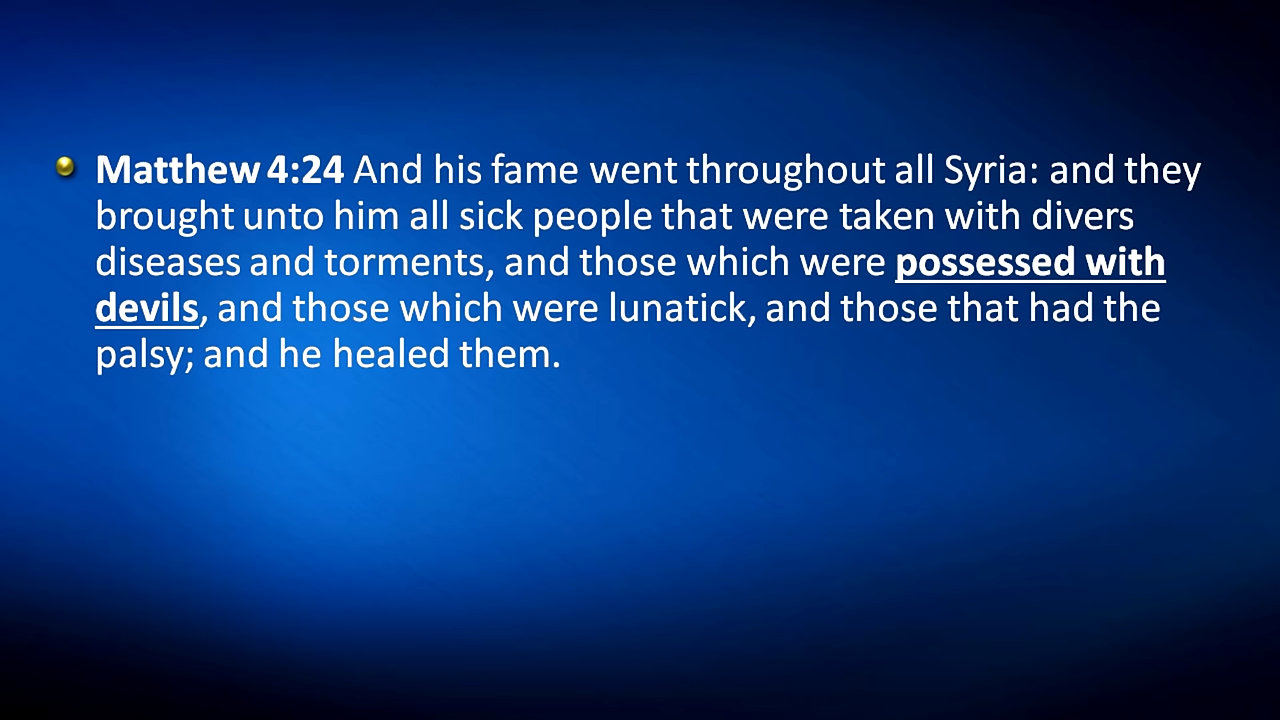 Matthew 4:24 And his fame went throughout all Syria: and they
brought unto him all sick people that were taken with divers
diseases and torments, and those which were possessed with
devils, and those which were lunatick, and those that had the
palsy; and he healed them.